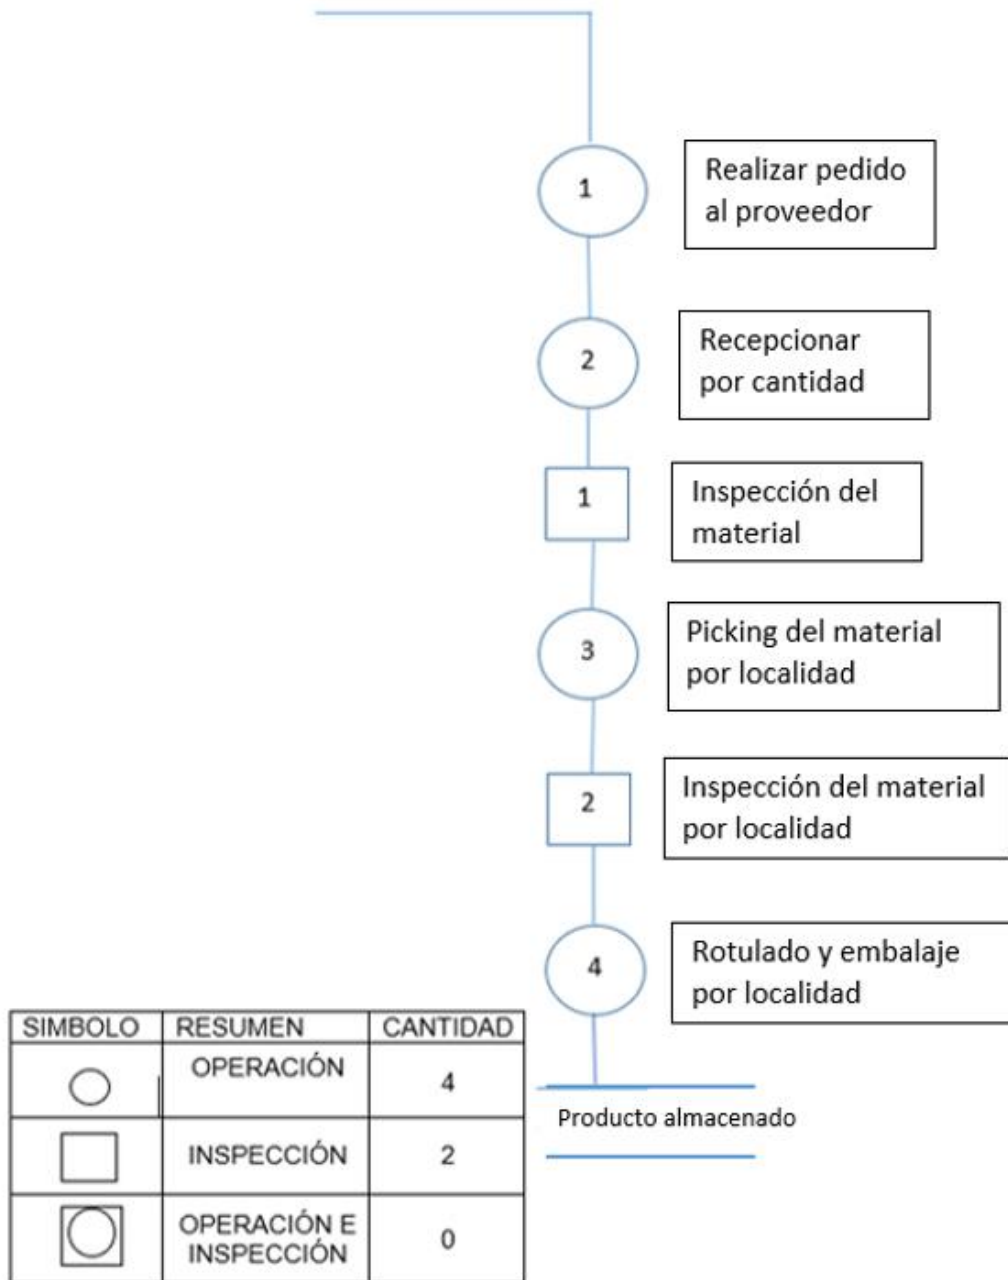 1
Realizar pedido
al proveedor
2
Recepcionar
por cantidad
1
Inspección del
material
3
Picking del material
por localidad
2
Inspección del material
por localidad
4
Rotulado y embalaje
por localidad
Producto almacenado
SIMBOLO RESUMEN CANTIDAD
OPERACIÓN 4
INSPECCIÓN 2
OPERACIÓN E
INSPECCIÓN 0